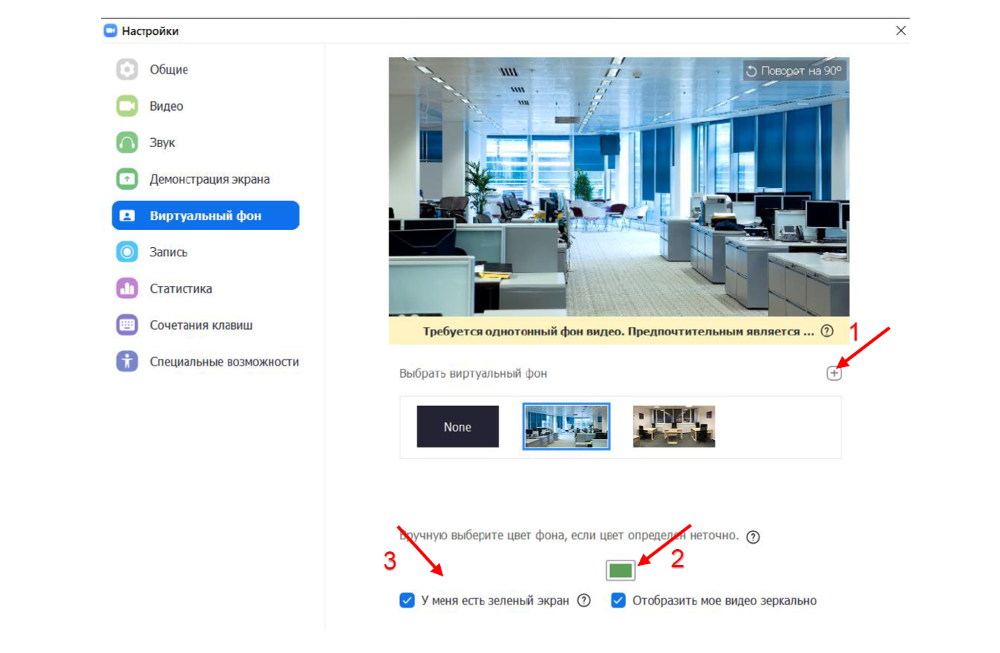 Настройки
Общие
Видео
Звук
Демонстрация экрана
Виртуальный фон
Запись
Статистика
Сочетания клавиш
Специальные возможности
Поворот на 90º
Требуется однотонный фон видео. Предпочтительным является ...
1
Выбрать виртуальный фон
None
Вручную выберите цвет фона, если цвет определен неточно.
3
2
У меня есть зеленый экран
Отобразить мое видео зеркально